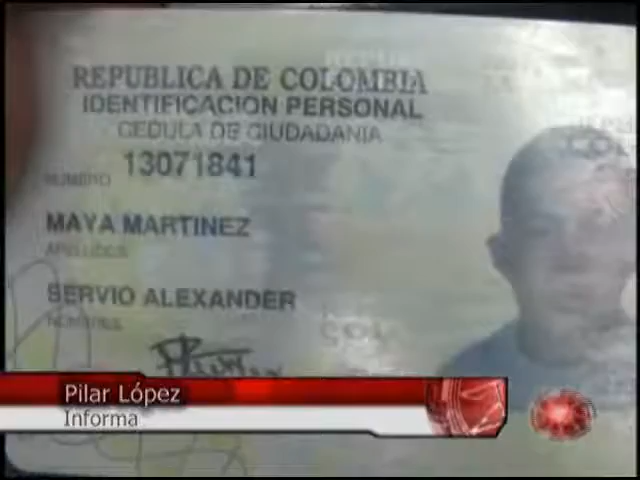 REPUBLICA DE COLOMBIA
IDENTIFICACION PERSONAL
CEDULA DE CIUDADANIA
NUMERO 13071841
MAYA MARTINEZ
APELLIDOS
SERVIO ALEXANDER
NOMBRES
Pilar López
Informa